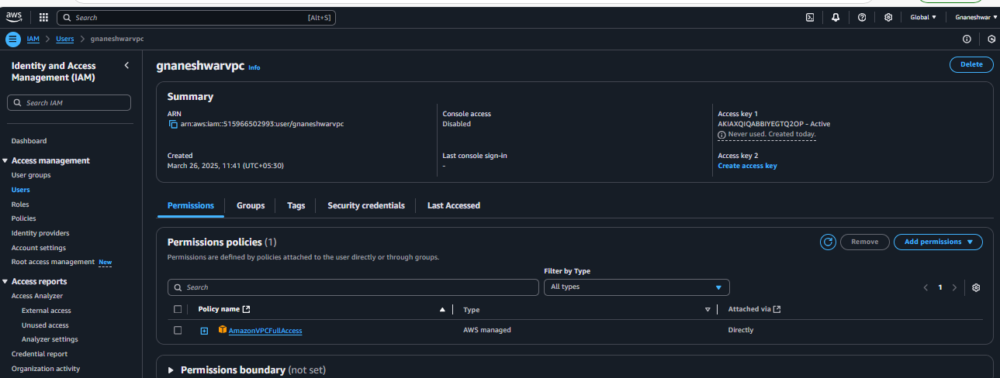 aws Search [Alt+S] Global Gnaneshwar
IAM > Users > gnaneshwarvpc
Identity and Access
Management (IAM)
Search IAM
Dashboard
Access management
User groups
Users
Roles
Policies
Identity providers
Account settings
Root access management New
Access reports
Access Analyzer
External access
Unused access
Analyzer settings
Credential report
Organization activity
gnaneshwarvpc Info
Delete
Summary
ARN
arn:aws:iam::515966502993:user/gnaneshwarvpc
Console access
Disabled
Access key 1
AKIAXQIQABBIYEGTQ2OP - Active
Never used. Created today.
Created
March 26, 2025, 11:41 (UTC+05:30)
Last console sign-in
-
Access key 2
Create access key
Permissions Groups Tags Security credentials Last Accessed
Permissions policies (1)
Remove Add permissions
Permissions are defined by policies attached to the user directly or through groups.
Filter by Type
Search All types 1
Policy name Type Attached via
AmazonVPCFullAccess AWS managed Directly
Permissions boundary (not set)